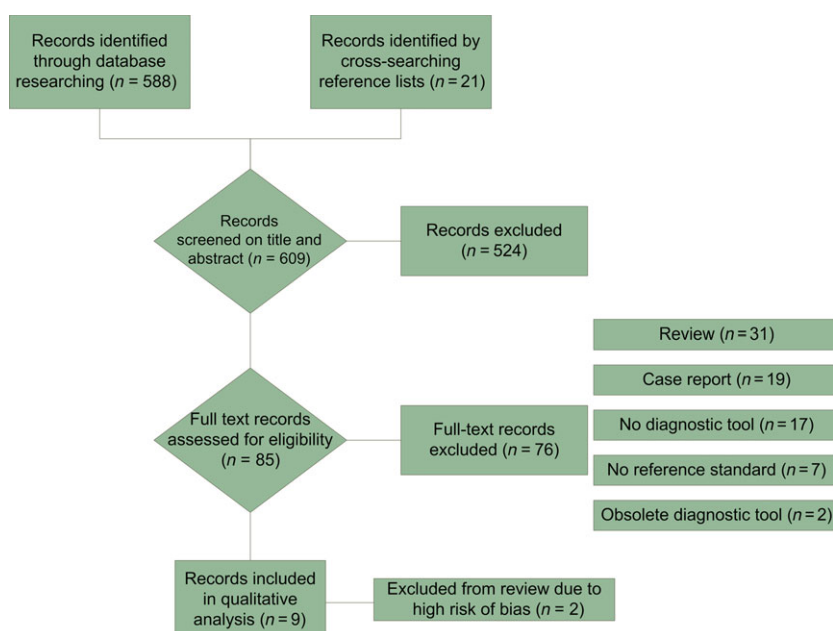 Records identified
through database
researching (n = 588)
Records identified by
cross-searching
reference lists (n = 21)
Records
screened on title and
abstract (n = 609)
Records excluded
(n = 524)
Full text records
assessed for eligibility
(n = 85)
Full-text records
excluded (n = 76)
Review (n = 31)
Case report (n = 19)
No diagnostic tool (n = 17)
No reference standard (n = 7)
Obsolete diagnostic tool (n = 2)
Records included
in qualitative
analysis (n = 9)
Excluded from review due to
high risk of bias (n = 2)